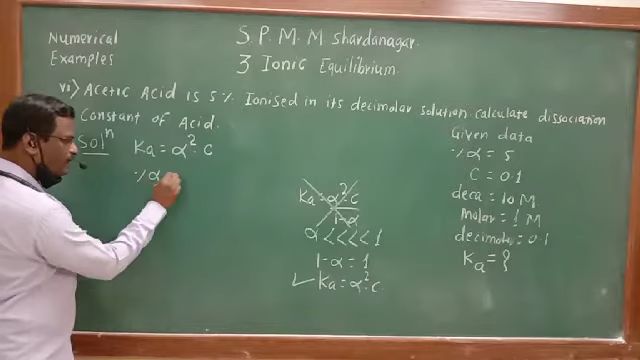 Numerical
Examples
S.P.M.M shardanagar.
3 Ionic Equilibrium
vi) Acetic Acid is 5% Ionised in its decimolar solution. calculate dissociation
Constant of Acid.
Solⁿ
Ka = α². c
% α
Ka = α². c
1-α
α <<<< 1
1-α = 1
✓ Ka = α². c
Given data
% α = 5
C = 0.1
deca = 10 M
Molar = 1 M
decimolar = 0.1
Ka = ?